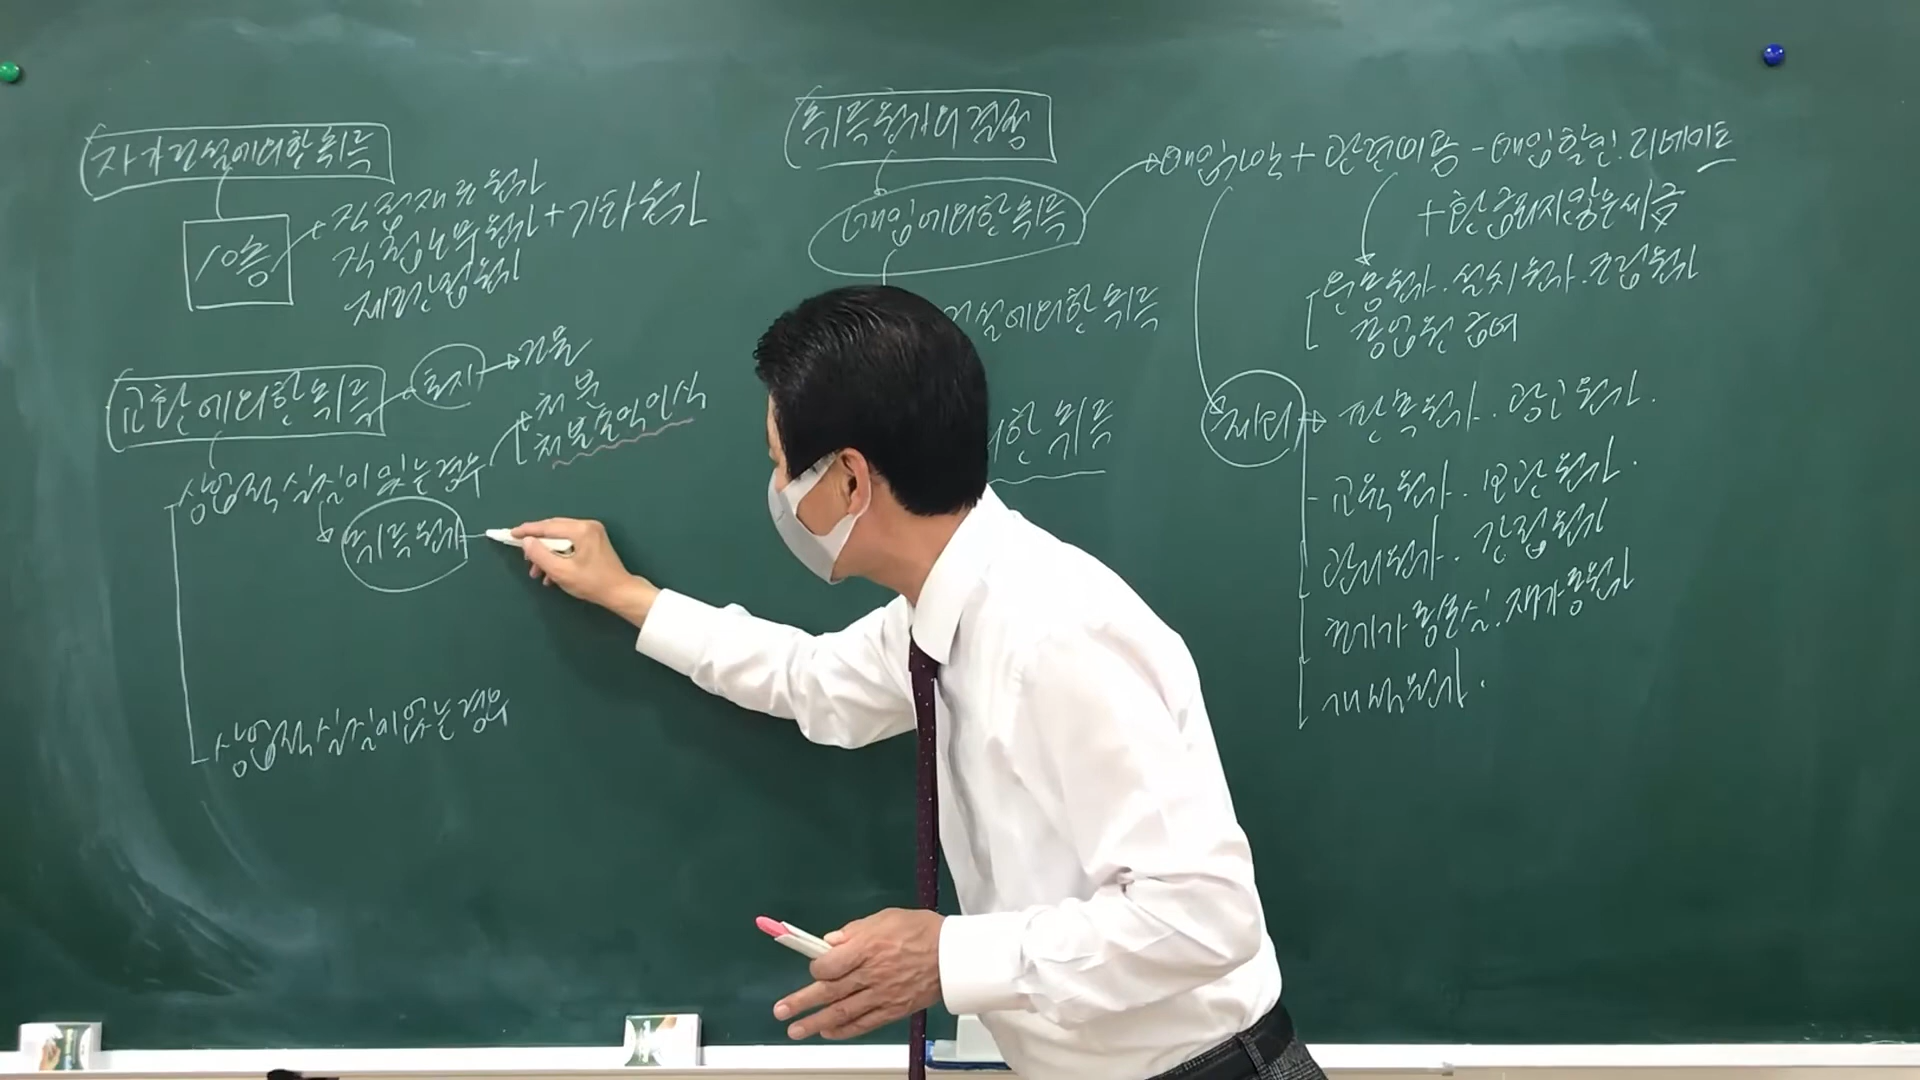 자가건설에의한취득
10층
직접재료원가
직접노무원가 + 기타원가
제간접원가
교환에의한취득
토지
건물
처분
처분손익인식
상업적실질이있는경우
취득원가
상업적실질이없는경우
취득원가의결정
매입에의한취득
건설에의한취득
의한취득
매입가액 + 관련비용 - 매입할인.리베이트
+ 환급되지않은세금
운송원가.설치원가.조립원가
종업원급여
제외
판촉원가.광고원가.
교육원가.보관원가.
관리원가.간접원가
초기가동손실.재가동원가
재배치원가.